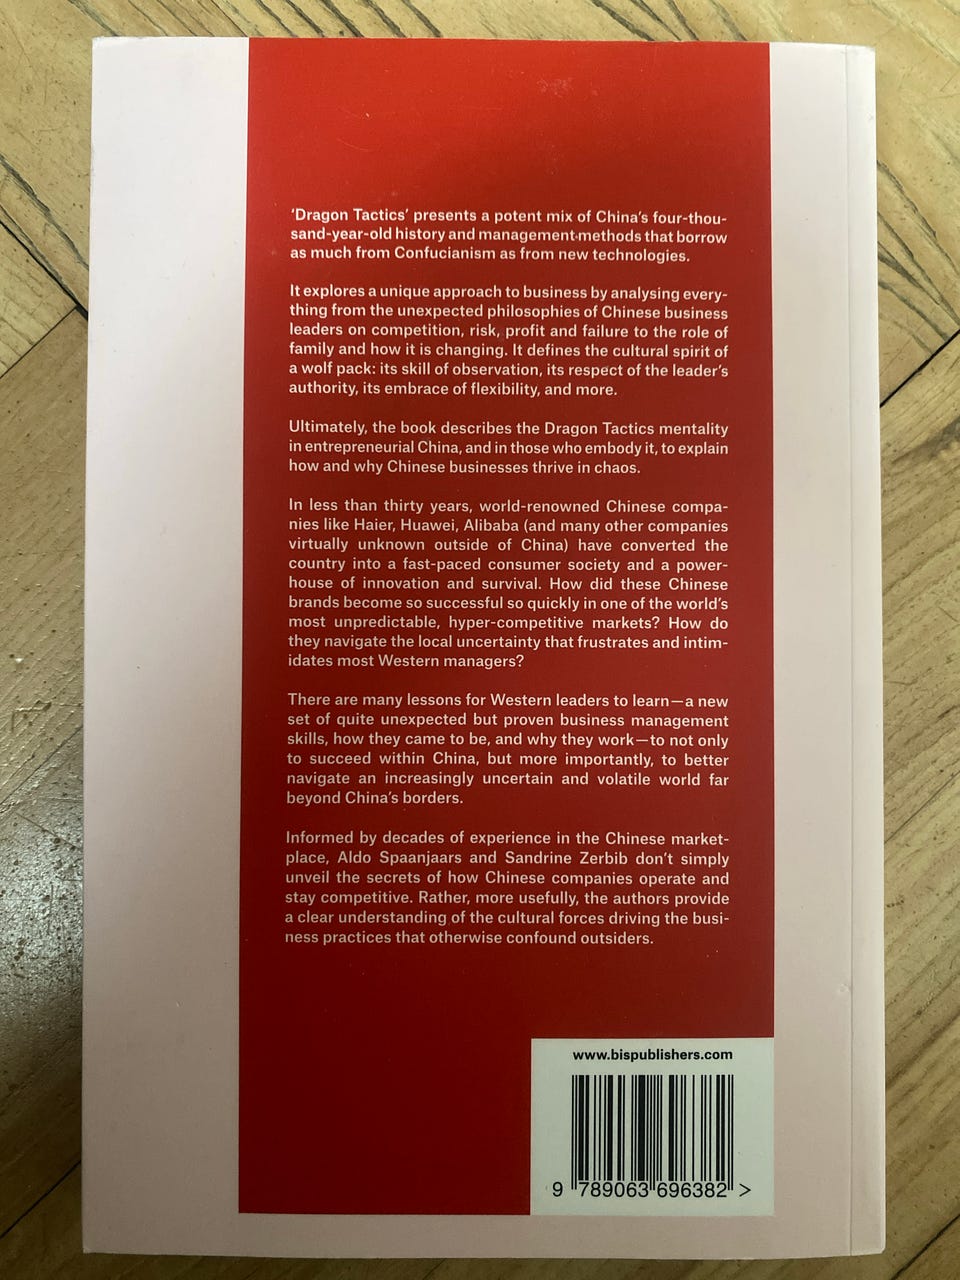 ‘Dragon Tactics’ presents a potent mix of China’s four-thou-
sand-year-old history and management methods that borrow
as much from Confucianism as from new technologies.
It explores a unique approach to business by analysing every-
thing from the unexpected philosophies of Chinese business
leaders on competition, risk, profit and failure to the role of
family and how it is changing. It defines the cultural spirit of
a wolf pack: its skill of observation, its respect of the leader’s
authority, its embrace of flexibility, and more.
Ultimately, the book describes the Dragon Tactics mentality
in entrepreneurial China, and in those who embody it, to explain
how and why Chinese businesses thrive in chaos.
In less than thirty years, world-renowned Chinese compa-
nies like Haier, Huawei, Alibaba (and many other companies
virtually unknown outside of China) have converted the
country into a fast-paced consumer society and a power-
house of innovation and survival. How did these Chinese
brands become so successful so quickly in one of the world’s
most unpredictable, hyper-competitive markets? How do
they navigate the local uncertainty that frustrates and intim-
idates most Western managers?
There are many lessons for Western leaders to learn—a new
set of quite unexpected but proven business management
skills, how they came to be, and why they work—to not only
to succeed within China, but more importantly, to better
navigate an increasingly uncertain and volatile world far
beyond China’s borders.
Informed by decades of experience in the Chinese market-
place, Aldo Spaanjaars and Sandrine Zerbib don’t simply
unveil the secrets of how Chinese companies operate and
stay competitive. Rather, more usefully, the authors provide
a clear understanding of the cultural forces driving the busi-
ness practices that otherwise confound outsiders.
www.bispublishers.com
9 789063 696382 >